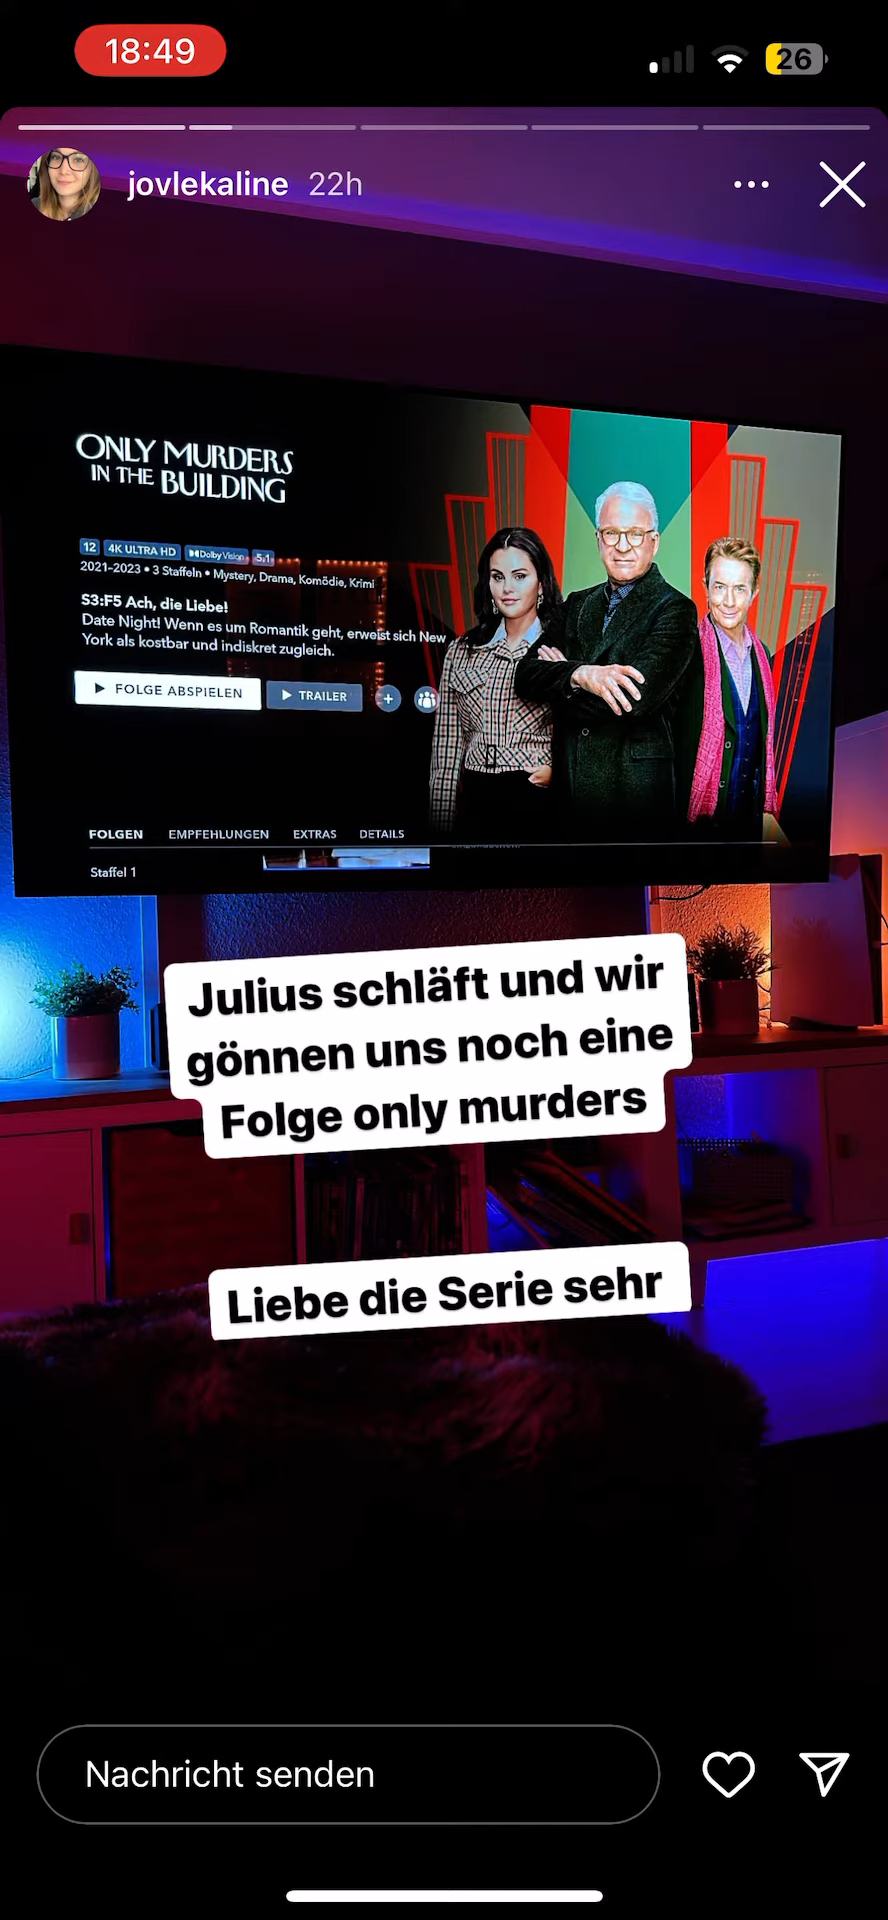 18:49
26
jovlekaline 22h
ONLY MURDERS
IN THE BUILDING
12 4K ULTRA HD Dolby Vision 5.1
2021-2023 • 3 Staffeln • Mystery, Drama, Komödie, Krimi
S3:F5 Ach, die Liebe!
Date Night! Wenn es um Romantik geht, erweist sich New
York als kostbar und indiskret zugleich.
FOLGE ABSPIELEN TRAILER
FOLGEN EMPFEHLUNGEN EXTRAS DETAILS
Staffel 1
Julius schläft und wir
gönnen uns noch eine
Folge only murders
Liebe die Serie sehr
Nachricht senden